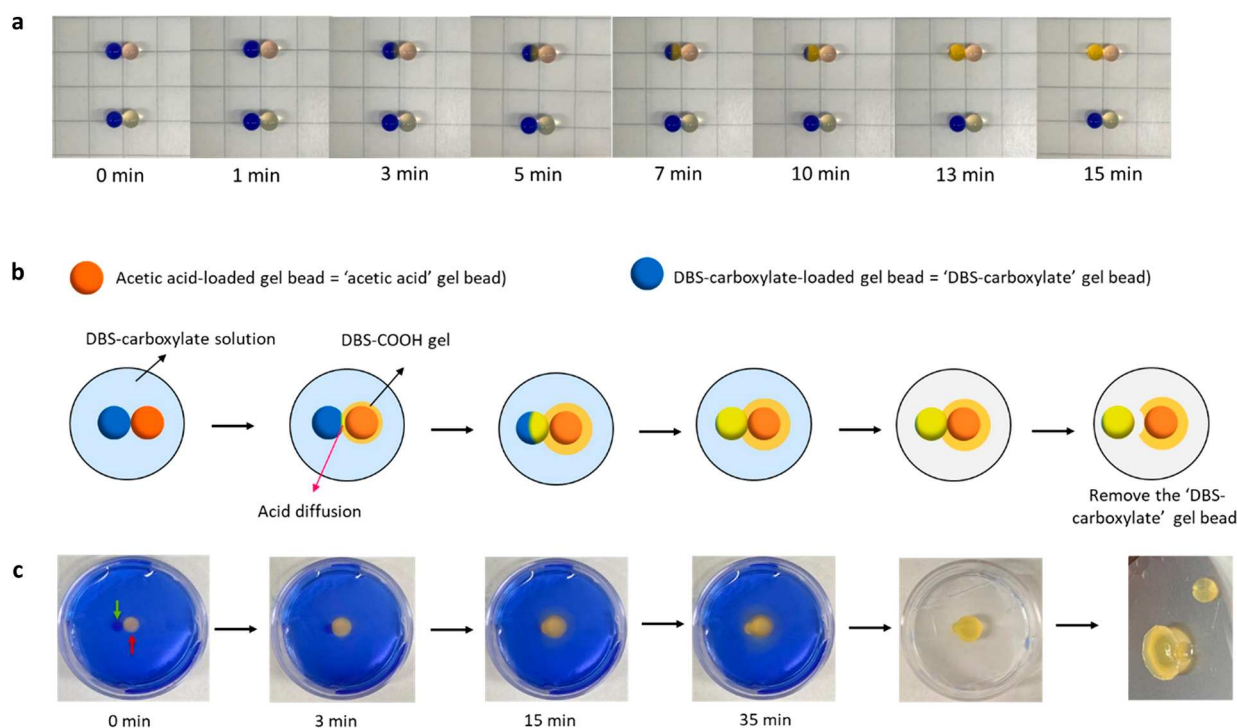 a
0 min
1 min
3 min
5 min
7 min
10 min
13 min
15 min
b
Acetic acid-loaded gel bead = 'acetic acid' gel bead)
DBS-carboxylate-loaded gel bead = 'DBS-carboxylate' gel bead)
DBS-carboxylate solution
DBS-COOH gel
Acid diffusion
Remove the 'DBS-
carboxylate' gel bead
c
0 min
3 min
15 min
35 min